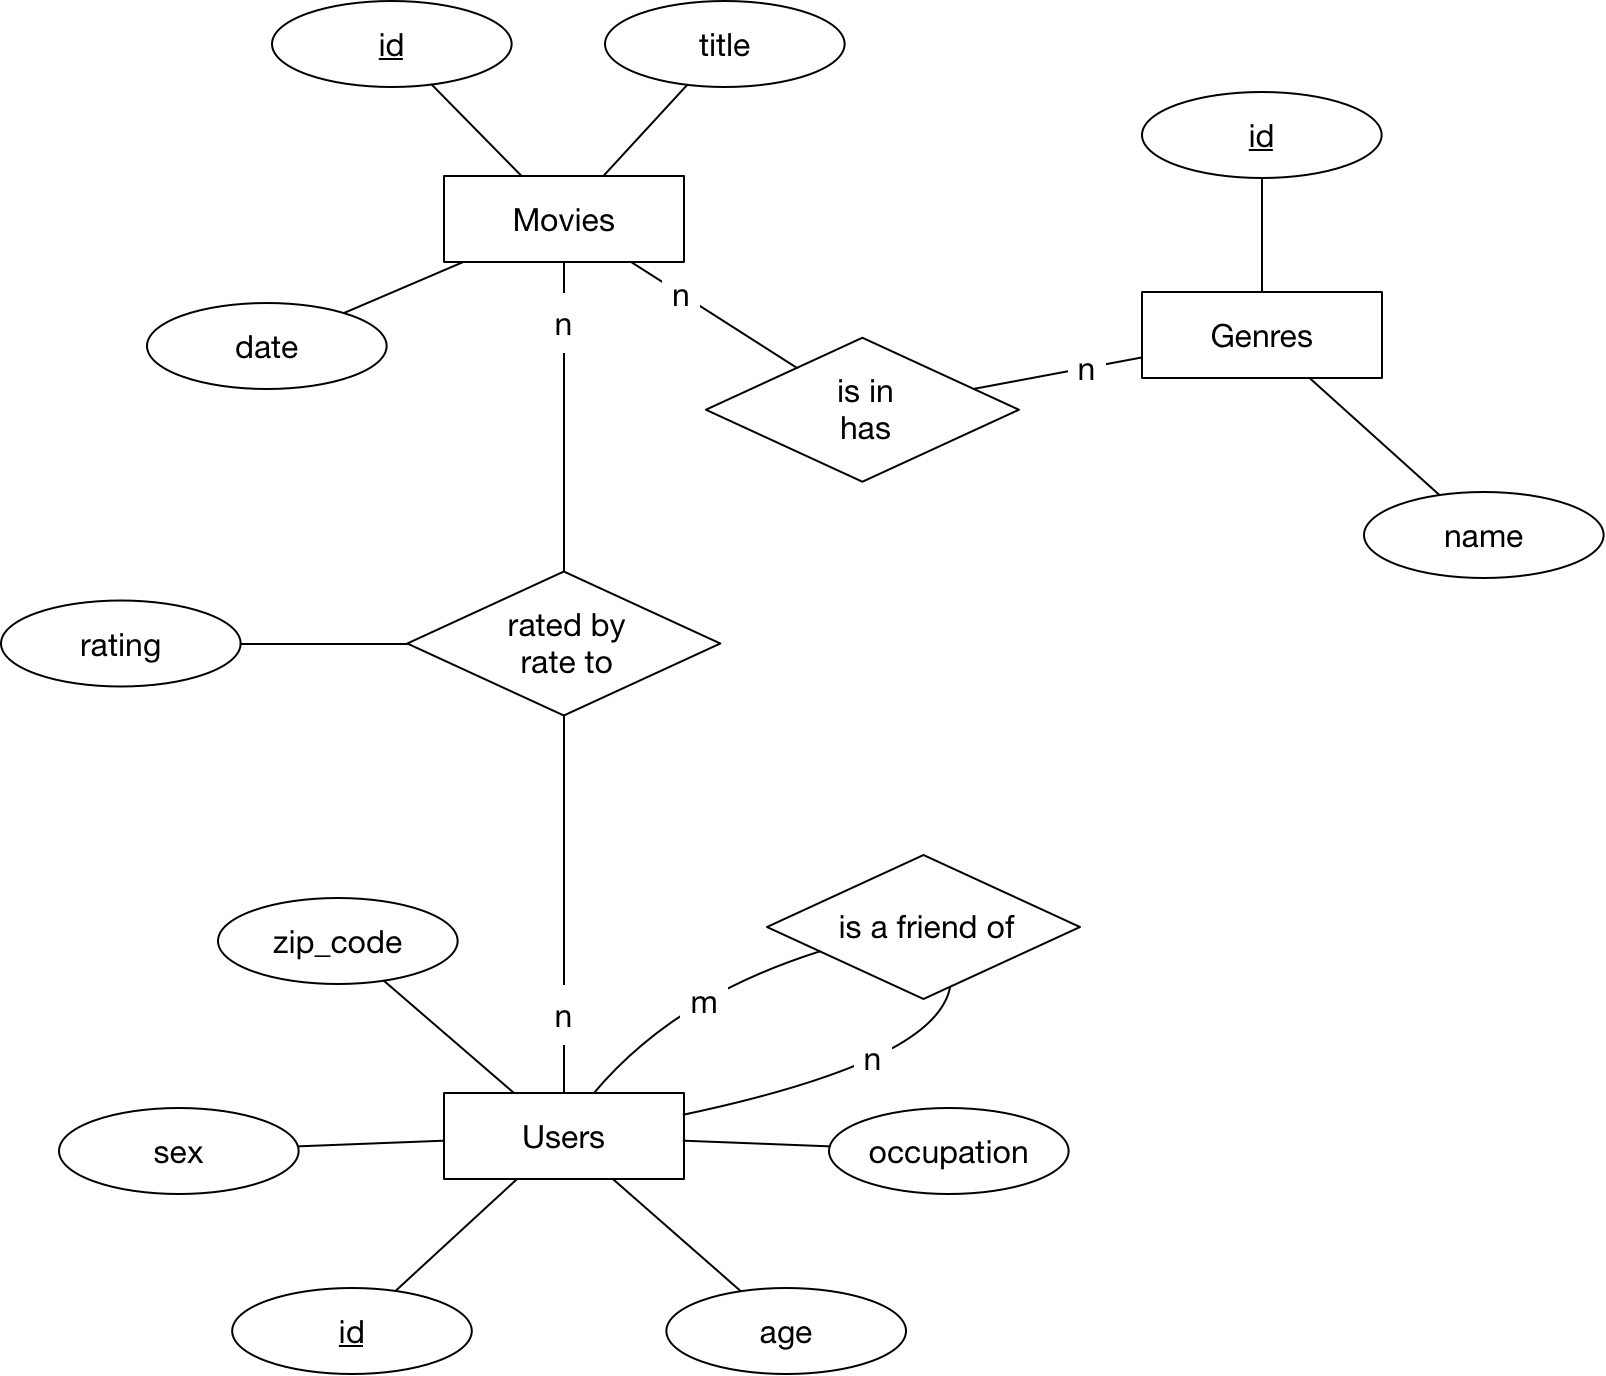 id
title
id
Movies
n
n
Genres
date
n
is in
has
name
rated by
rate to
rating
zip_code
is a friend of
m
n
n
Users
sex
occupation
id
age